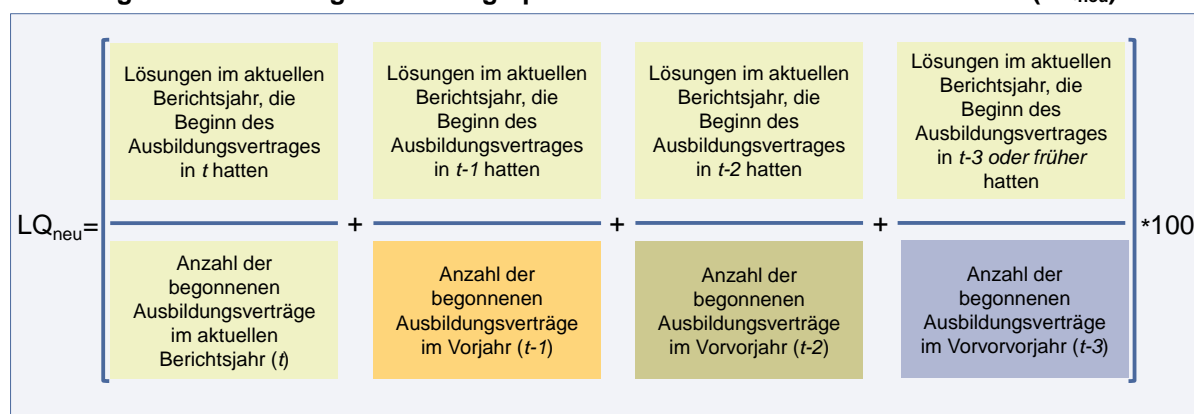 (
neu)
Lösungen im aktuellen
Berichtsjahr, die
Beginn des
Ausbildungsvertrages
in t hatten
Lösungen im aktuellen
Berichtsjahr, die
Beginn des
Ausbildungsvertrages
in t-1 hatten
Lösungen im aktuellen
Berichtsjahr, die
Beginn des
Ausbildungsvertrages
in t-2 hatten
Lösungen im aktuellen
Berichtsjahr, die
Beginn des
Ausbildungsvertrages
in t-3 oder früher
hatten
LQneu= + + + *100
Anzahl der
begonnenen
Ausbildungsverträge
im aktuellen
Berichtsjahr (t)
Anzahl der
begonnenen
Ausbildungsverträge
im Vorjahr (t-1)
Anzahl der
begonnenen
Ausbildungsverträge
im Vorvorjahr (t-2)
Anzahl der
begonnenen
Ausbildungsverträge
im Vorvorvorjahr (t-3)